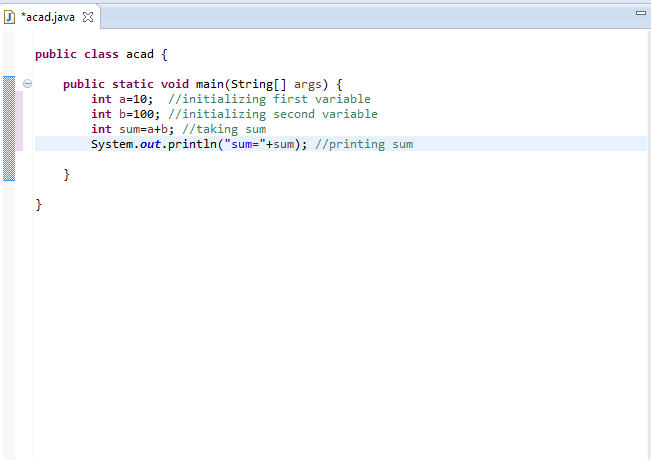 *acad.java
public class acad {
public static void main(String[] args) {
int a=10;  //initializing first variable
int b=100; //initializing second variable
int sum=a+b; //taking sum
System.out.println("sum="+sum); //printing sum
}
}